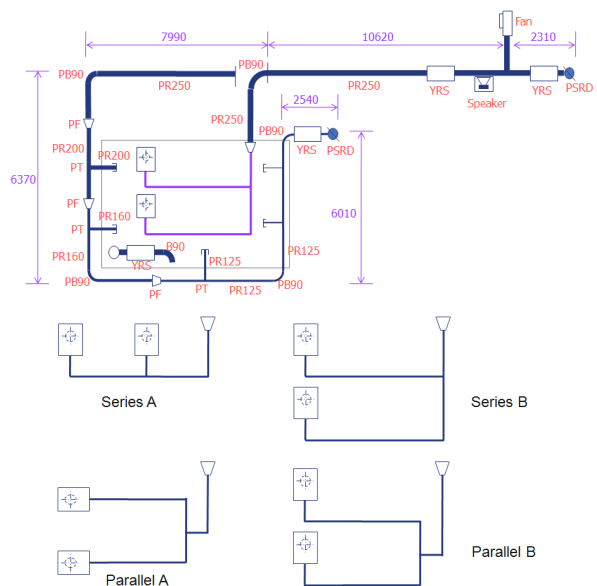 Fan
7990
10620
2310
PB90
PB90
PR250
PR250
YRS
Speaker
YRS
PSRD
2540
PR250
PB90
YRS
PSRD
PF
PR200
PR200
PT
6370
PF
PR160
PT
6010
PR160
B90
YRS
PR125
PR125
PB90
PF
PT
PR125
PB90
Series A
Series B
Parallel A
Parallel B